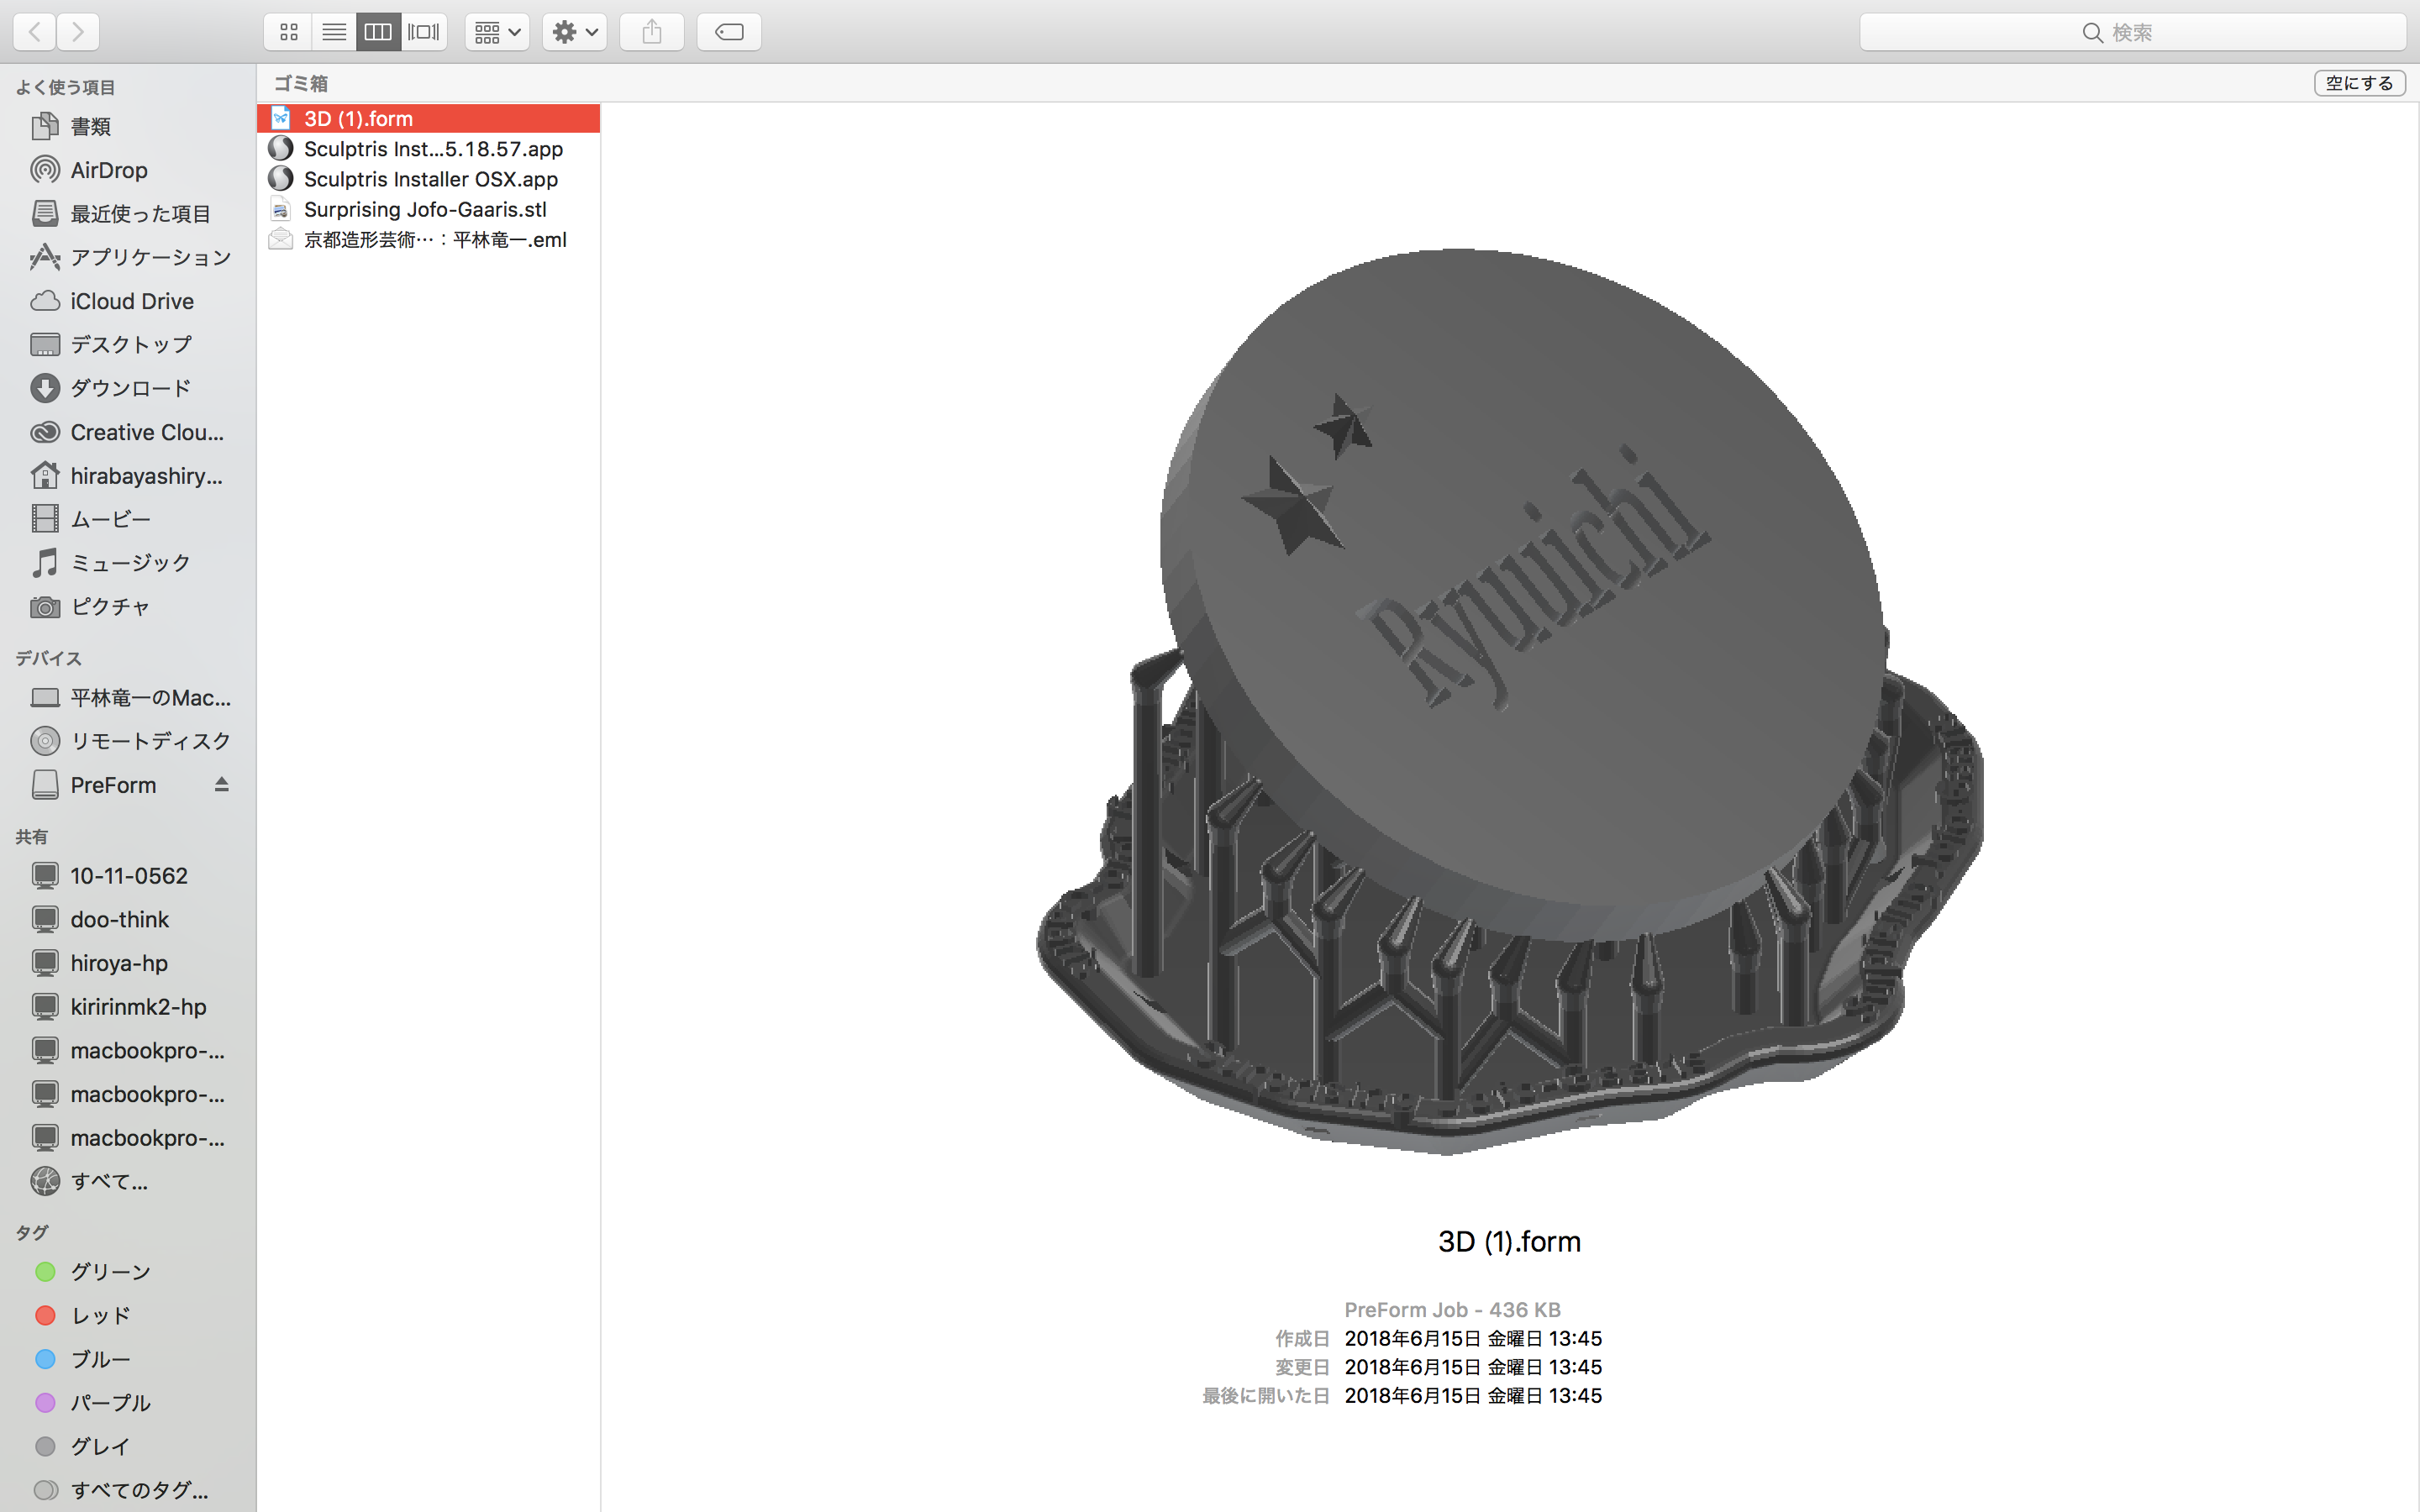 検索
ゴミ箱
空にする
よく使う項目
書類
AirDrop
最近使った項目
アプリケーション
iCloud Drive
デスクトップ
ダウンロード
Creative Clou...
hirabayashiry...
ムービー
ミュージック
ピクチャ
デバイス
平林竜一のMac...
リモートディスク
PreForm
共有
10-11-0562
doo-think
hiroya-hp
kiririnmk2-hp
macbookpro-...
macbookpro-...
macbookpro-...
すべて...
タグ
グリーン
レッド
ブルー
パープル
グレイ
すべてのタグ...
3D (1).form
Sculptris Inst...5.18.57.app
Sculptris Installer OSX.app
Surprising Jofo-Gaaris.stl
京都造形芸術…：平林竜一.eml
Ryuuichi
3D (1).form
PreForm Job - 436 KB
作成日 2018年6月15日 金曜日 13:45
変更日 2018年6月15日 金曜日 13:45
最後に開いた日 2018年6月15日 金曜日 13:45